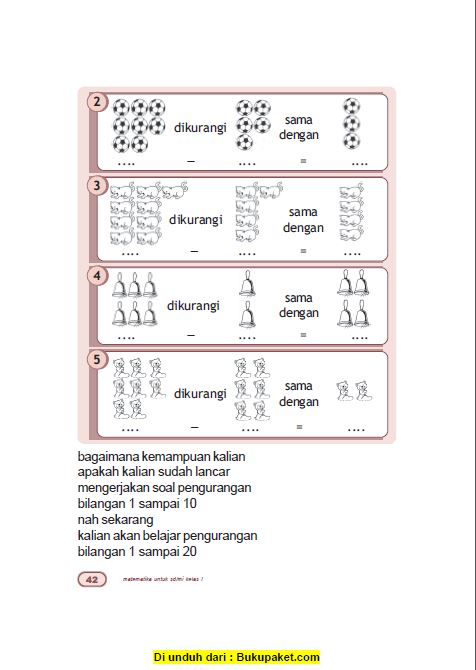 2
dikurangi
sama
dengan
.... – .... = ....
3
dikurangi
sama
dengan
.... – .... = ....
4
dikurangi
sama
dengan
.... – .... = ....
5
dikurangi
sama
dengan
.... – .... = ....
bagaimana kemampuan kalian
apakah kalian sudah lancar
mengerjakan soal pengurangan
bilangan 1 sampai 10
nah sekarang
kalian akan belajar pengurangan
bilangan 1 sampai 20
42 matematika untuk sd/mi kelas I
Di unduh dari : Bukupaket.com